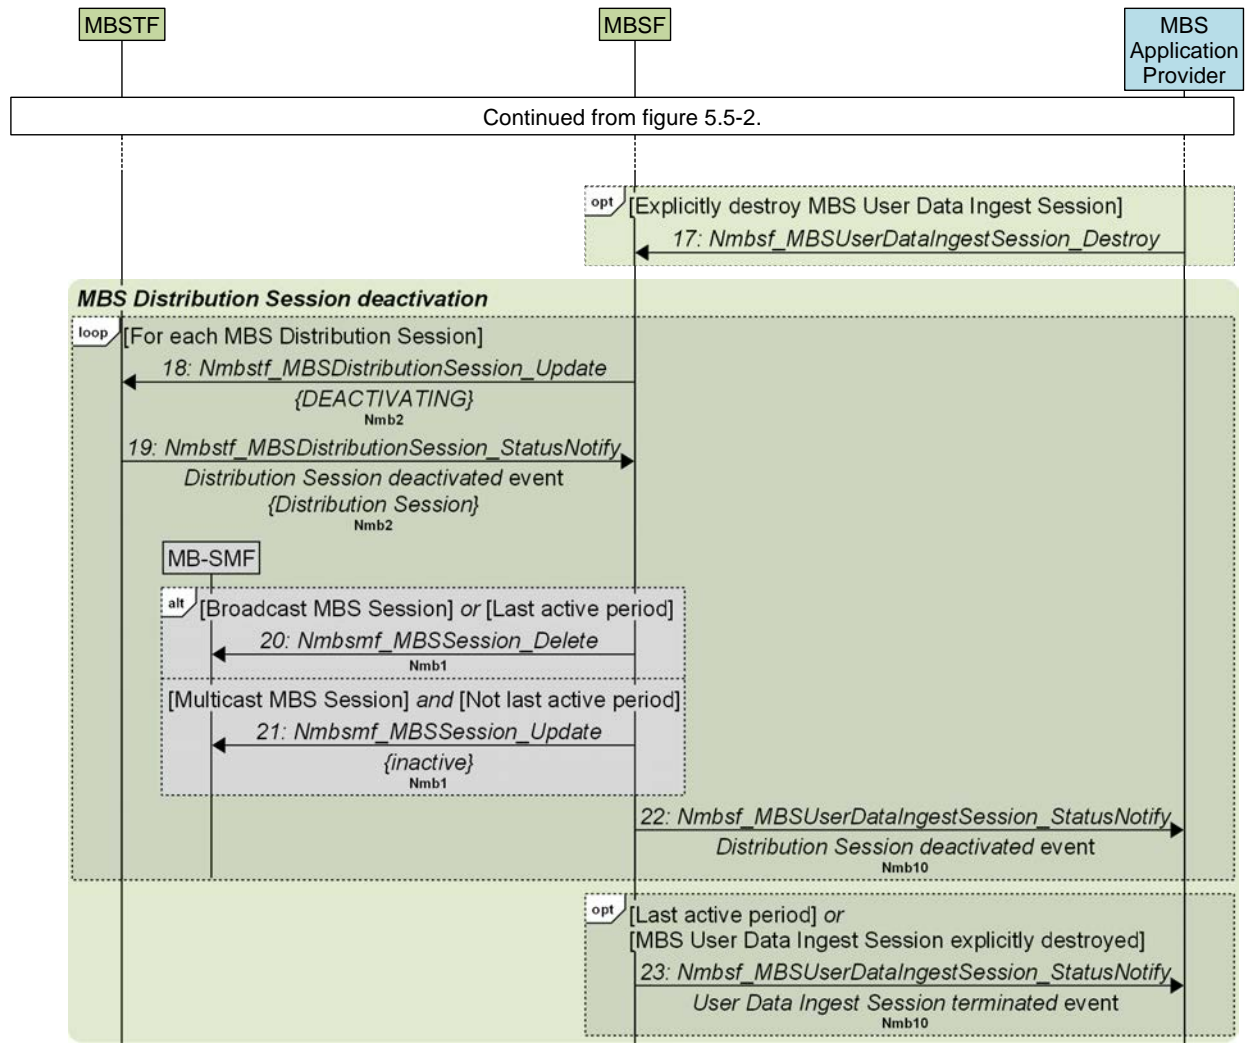 MBSTF
MBSF
MBS
Application
Provider
Continued from figure 5.5-2.
opt
[Explicitly destroy MBS User Data Ingest Session]
17: Nmbsf_MBSUserDataIngestSession_Destroy
MBS Distribution Session deactivation
loop
[For each MBS Distribution Session]
18: Nmbstf_MBSDistributionSession_Update
{DEACTIVATING}
Nmb2
19: Nmbstf_MBSDistributionSession_StatusNotify
Distribution Session deactivated event
{Distribution Session}
Nmb2
MB-SMF
alt
[Broadcast MBS Session] or [Last active period]
20: Nmbsmf_MBSSession_Delete
Nmb1
[Multicast MBS Session] and [Not last active period]
21: Nmbsmf_MBSSession_Update
{inactive}
Nmb1
22: Nmbsf_MBSUserDataIngestSession_StatusNotify
Distribution Session deactivated event
Nmb10
opt
[Last active period] or
[MBS User Data Ingest Session explicitly destroyed]
23: Nmbsf_MBSUserDataIngestSession_StatusNotify
User Data Ingest Session terminated event
Nmb10